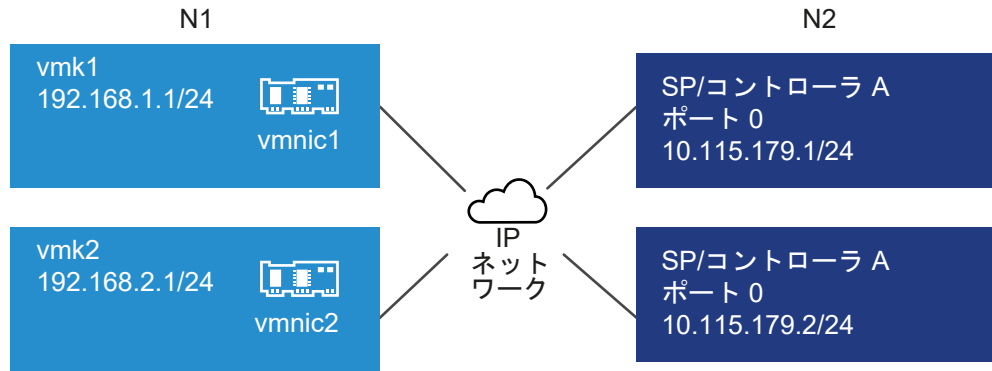 N1
N2
vmk1
192.168.1.1/24
vmnic1
SP/コントローラ A
ポート 0
10.115.179.1/24
IP
ネット
ワーク
vmk2
192.168.2.1/24
vmnic2
SP/コントローラ A
ポート 0
10.115.179.2/24